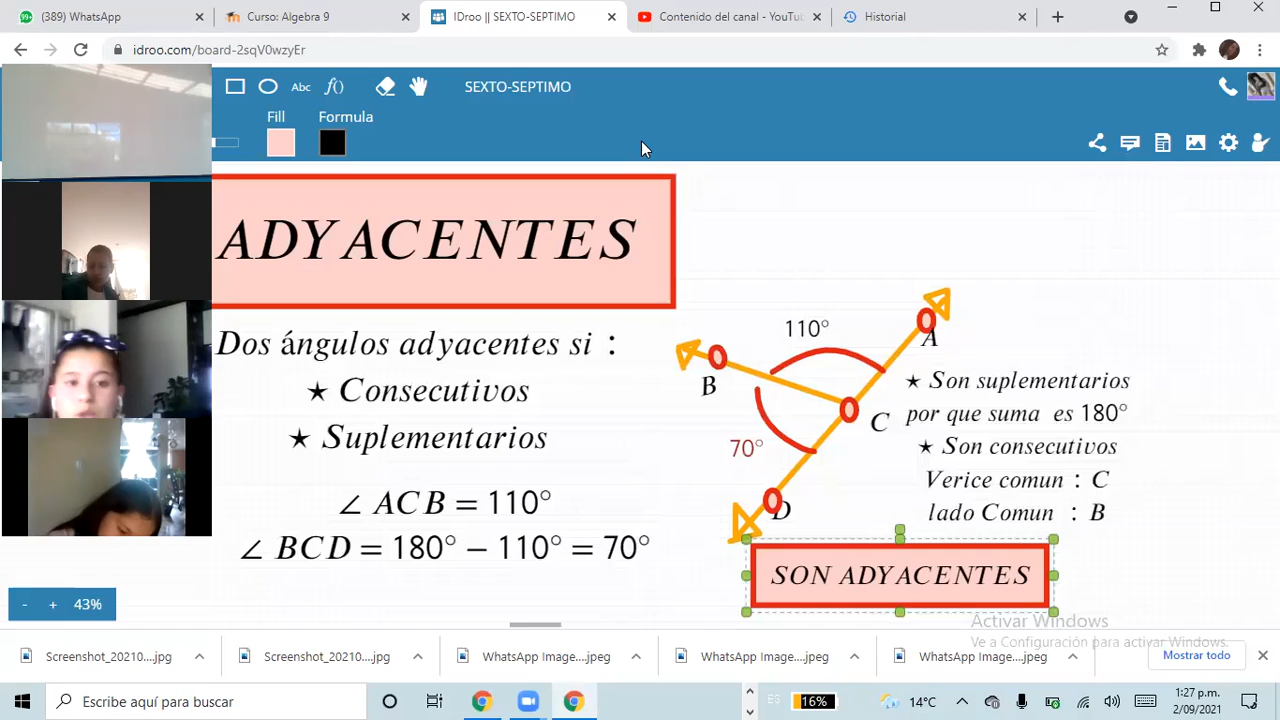 (389) WhatsApp
Curso: Algebra 9
IDroo || SEXTO-SEPTIMO
Contenido del canal - YouTu
Historial
idroo.com/board-2sqV0wzyEr
Abc
f()
SEXTO-SEPTIMO
Fill
Formula
ADYACENTES
Dos ángulos adyacentes si :
★ Consecutivos
★ Suplementarios
∠ ACB = 110°
∠ BCD = 180° − 110° = 70°
110°
A
B
C
70°
D
★ Son suplementarios
por que suma es 180°
★ Son consecutivos
Verice comun : C
lado Comun : B
SON ADYACENTES
- + 43%
Activar Windows
Ve a Configuración para activar Windows.
Screenshot_20210....jpg
Screenshot_20210....jpg
WhatsApp Image....jpeg
WhatsApp Image....jpeg
WhatsApp Image....jpeg
Mostrar todo
Escribe aquí para buscar
ES
16%
14°C
1:27 p.m.
2/09/2021